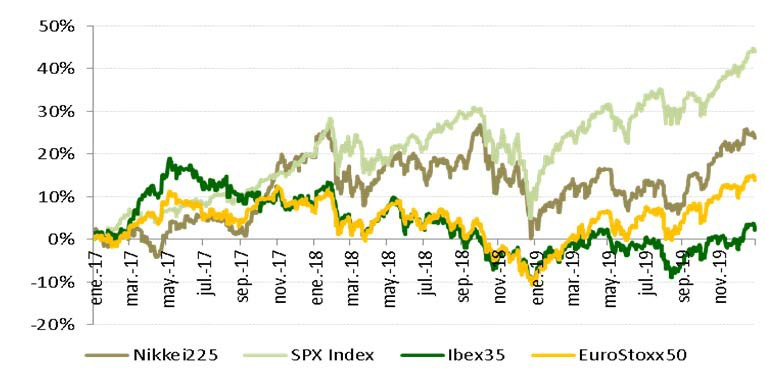 50%
40%
30%
20%
10%
0%
-10%
-20%
ene.-17
mar.-17
may.-17
jul.-17
sep.-17
nov.-17
ene.-18
mar.-18
may.-18
jul.-18
sep.-18
nov.-18
ene.-19
mar.-19
may.-19
jul.-19
sep.-19
nov.-19
Nikkei225 SPX Index Ibex35 EuroStoxx50